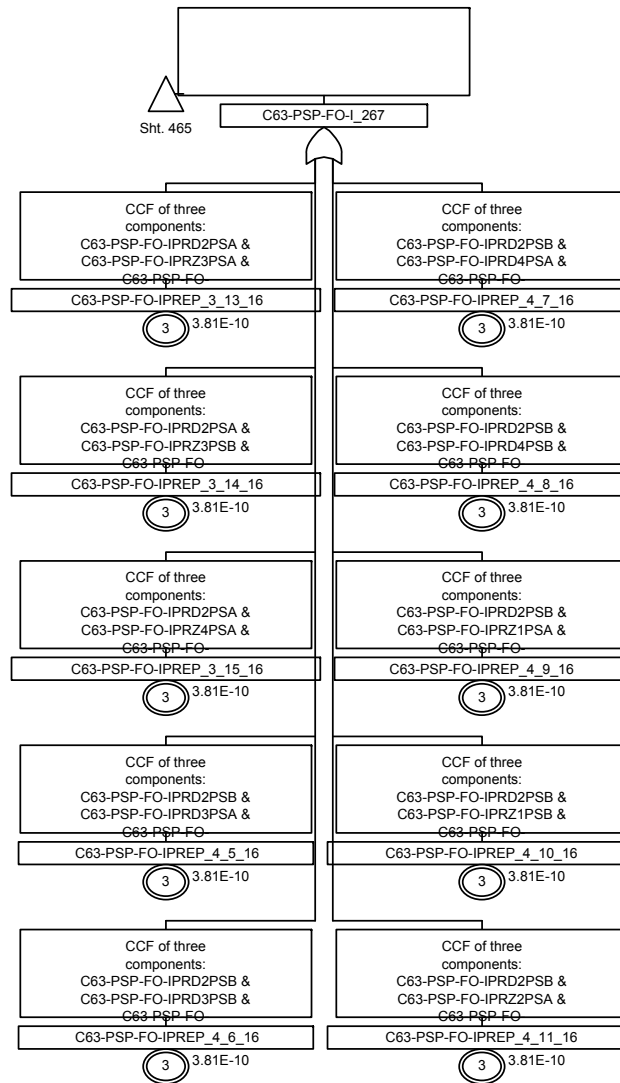 Sht. 465
C63-PSP-FO-I_267
CCF of three
components:
C63-PSP-FO-IPRD2PSA &
C63-PSP-FO-IPRZ3PSA &
C63-PSP-FO-
C63-PSP-FO-IPREP_3_13_16
3
3.81E-10
CCF of three
components:
C63-PSP-FO-IPRD2PSB &
C63-PSP-FO-IPRD4PSA &
C63-PSP-FO-
C63-PSP-FO-IPREP_4_7_16
3
3.81E-10
CCF of three
components:
C63-PSP-FO-IPRD2PSA &
C63-PSP-FO-IPRZ3PSB &
C63-PSP-FO-
C63-PSP-FO-IPREP_3_14_16
3
3.81E-10
CCF of three
components:
C63-PSP-FO-IPRD2PSB &
C63-PSP-FO-IPRD4PSB &
C63-PSP-FO-
C63-PSP-FO-IPREP_4_8_16
3
3.81E-10
CCF of three
components:
C63-PSP-FO-IPRD2PSA &
C63-PSP-FO-IPRZ4PSA &
C63-PSP-FO-
C63-PSP-FO-IPREP_3_15_16
3
3.81E-10
CCF of three
components:
C63-PSP-FO-IPRD2PSB &
C63-PSP-FO-IPRZ1PSA &
C63-PSP-FO-
C63-PSP-FO-IPREP_4_9_16
3
3.81E-10
CCF of three
components:
C63-PSP-FO-IPRD2PSB &
C63-PSP-FO-IPRD3PSA &
C63-PSP-FO-
C63-PSP-FO-IPREP_4_5_16
3
3.81E-10
CCF of three
components:
C63-PSP-FO-IPRD2PSB &
C63-PSP-FO-IPRZ1PSB &
C63-PSP-FO-
C63-PSP-FO-IPREP_4_10_16
3
3.81E-10
CCF of three
components:
C63-PSP-FO-IPRD2PSB &
C63-PSP-FO-IPRD3PSB &
C63-PSP-FO-
C63-PSP-FO-IPREP_4_6_16
3
3.81E-10
CCF of three
components:
C63-PSP-FO-IPRD2PSB &
C63-PSP-FO-IPRZ2PSA &
C63-PSP-FO-
C63-PSP-FO-IPREP_4_11_16
3
3.81E-10